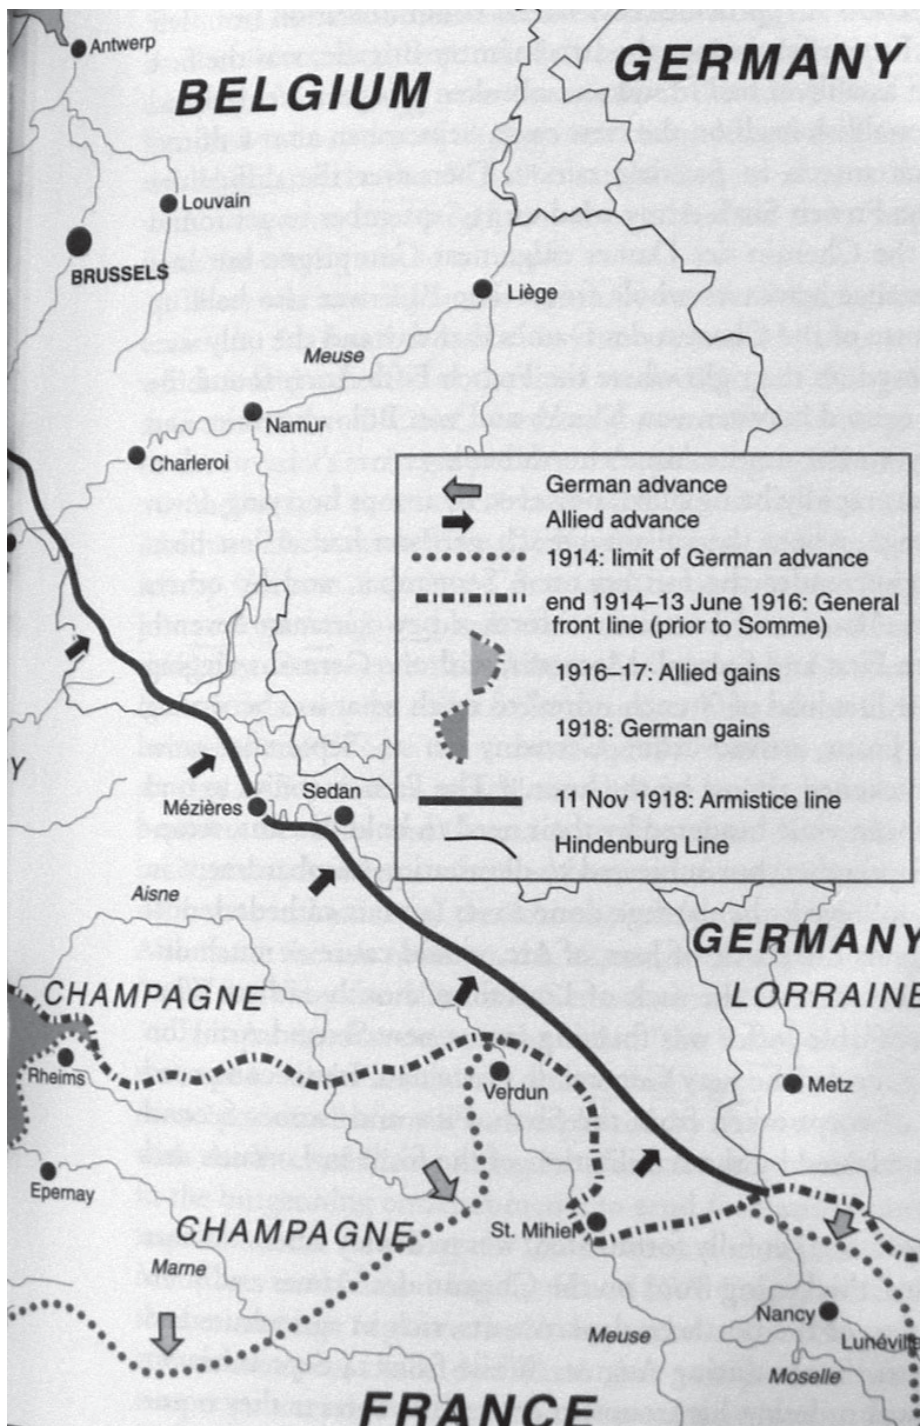 Antwerp
BELGIUM
GERMANY
Louvain
BRUSSELS
Liège
Meuse
Namur
Charleroi
German advance
Allied advance
1914: limit of German advance
end 1914–13 June 1916: General
front line (prior to Somme)
1916–17: Allied gains
1918: German gains
11 Nov 1918: Armistice line
Hindenburg Line
Y
Mézières
Sedan
Aisne
GERMANY
CHAMPAGNE
LORRAINE
Rheims
Verdun
Metz
Epernay
CHAMPAGNE
St. Mihiel
Marne
Nancy
Meuse
Lunéville
Moselle
FRANCE